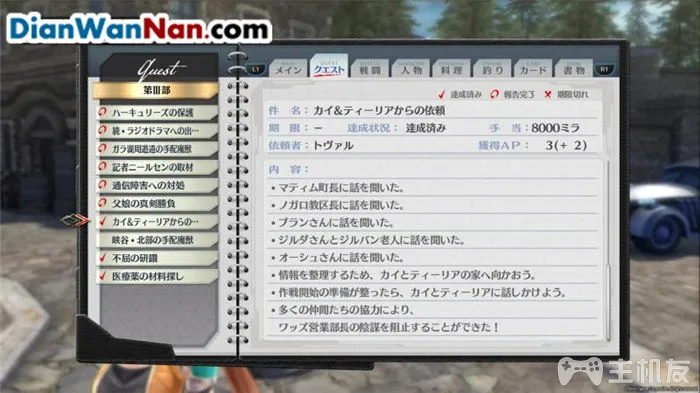 DianWanNan.com
L1 メイン クエスト 戦闘 人物 料理 釣り カード 書物 R1
QUEST
Quest
第III部
ハーキュリーズの保護
続・ラジオドラマへの出…
ガラ湖周遊道の手配魔獣
記者ニールセンの取材
通信障害への対処
父娘の真剣勝負
カイ&ティーリアからの…
峡谷・北部の手配魔獣
不屈の研鑽
医療薬の材料探し
達成済み 報告完了 期限切れ
件 名:カイ&ティーリアからの依頼
期 限:− 達成状況:達成済み 手 当:8000ミラ
依頼者:トヴァル 獲得AP: 3(+ 2)
内 容:
・マティム町長に話を聞いた。
・ノガロ教区長に話を聞いた。
・ブランさんに話を聞いた。
・ジルダさんとジルバン老人に話を聞いた。
・オーシュさんに話を聞いた。
・情報を整理するため、カイとティーリアの家へ向かおう。
・作戦開始の準備が整ったら、カイとティーリアに話しかけよう。
・多くの仲間たちの協力により、
ワッズ営業部長の陰謀を阻止することができた!
主机友